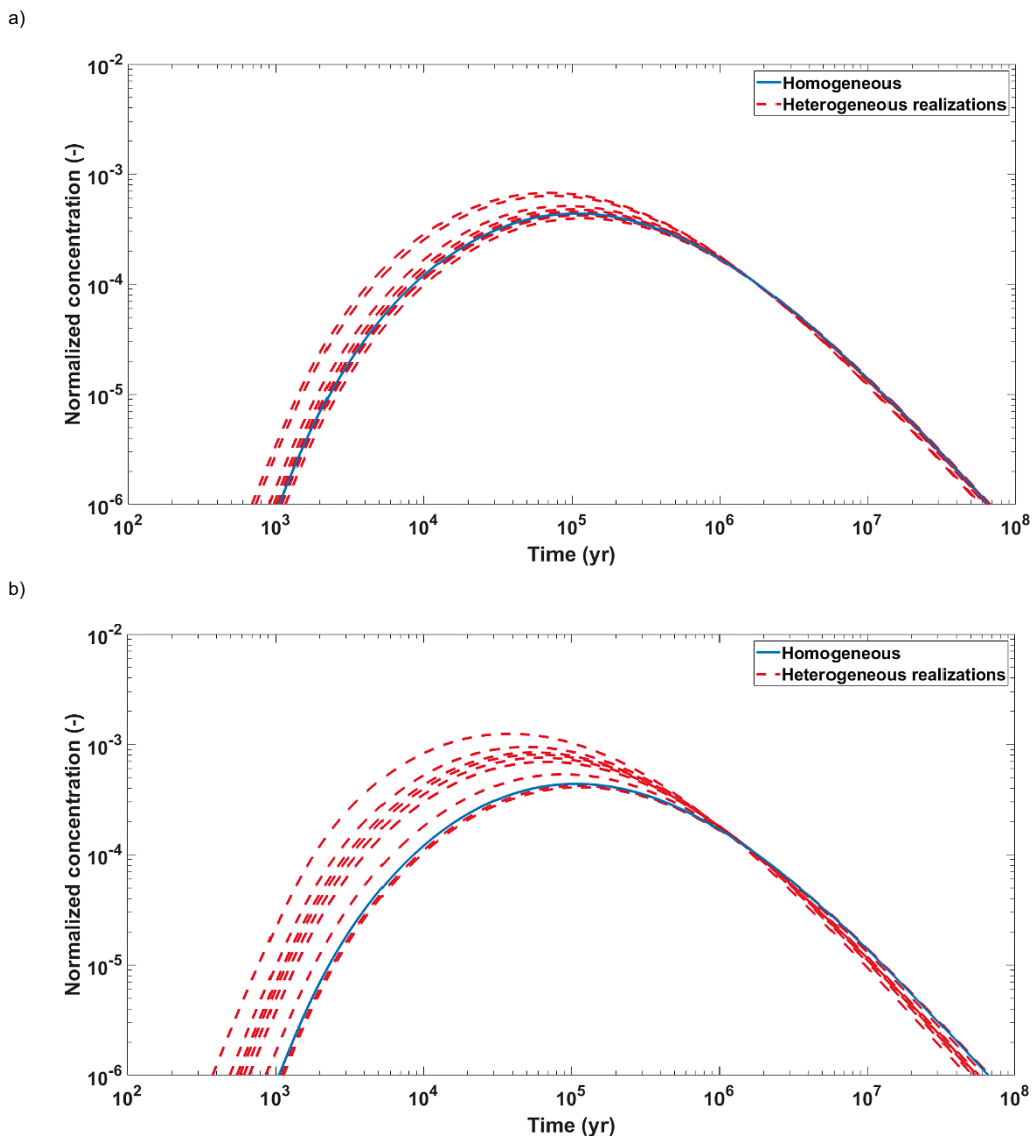 a)
10^-2
Homogeneous
Heterogeneous realizations
10^-3
Normalized concentration (-)
10^-4
10^-5
10^-6
10^2 10^3 10^4 10^5 10^6 10^7 10^8
Time (yr)
b)
10^-2
Homogeneous
Heterogeneous realizations
10^-3
Normalized concentration (-)
10^-4
10^-5
10^-6
10^2 10^3 10^4 10^5 10^6 10^7 10^8
Time (yr)